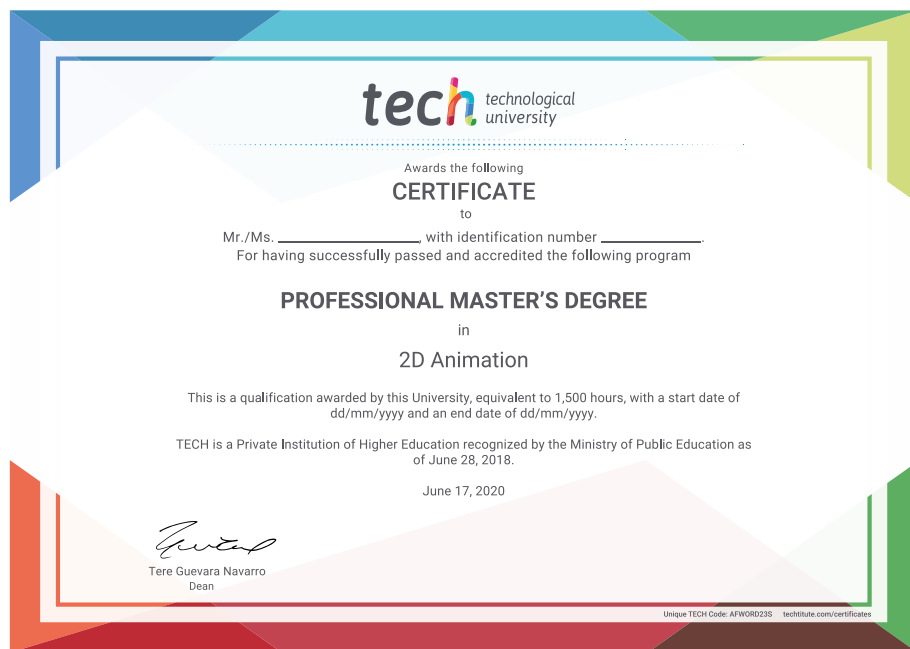 tech technological
university
Awards the following
CERTIFICATE
to
Mr./Ms. ____________________, with identification number ______________.
For having successfully passed and accredited the following program
PROFESSIONAL MASTER'S DEGREE
in
2D Animation
This is a qualification awarded by this University, equivalent to 1,500 hours, with a start date of
dd/mm/yyyy and an end date of dd/mm/yyyy.
TECH is a Private Institution of Higher Education recognized by the Ministry of Public Education as
of June 28, 2018.
June 17, 2020
Tere Guevara Navarro
Dean
Unique TECH Code: AFWORD23S techtitute.com/certificates